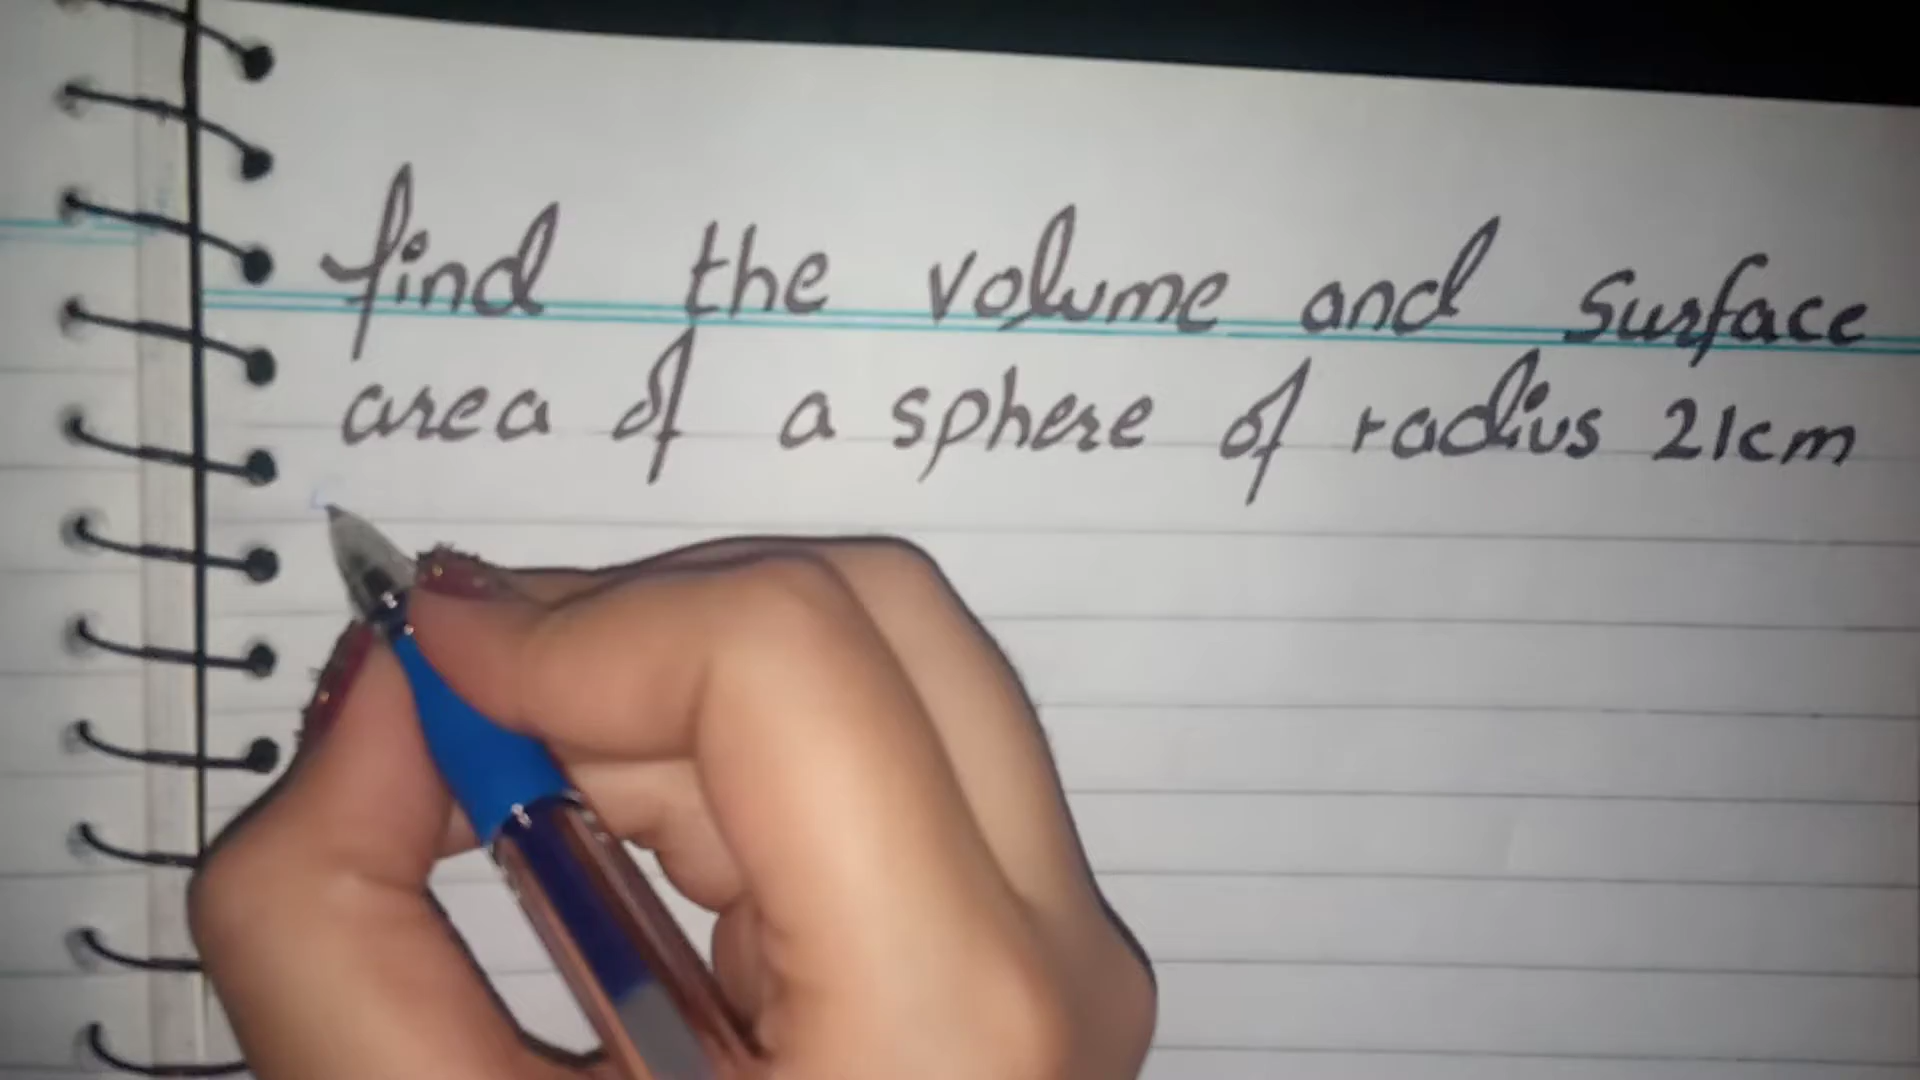 find the volume and surface
area of a sphere of radius 21cm